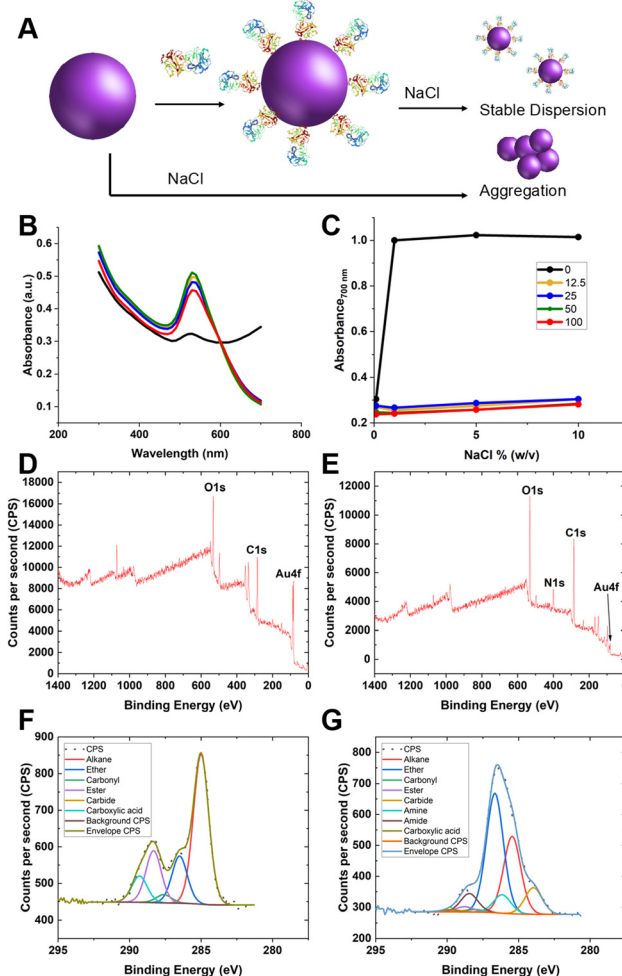 A
NaCl
Stable Dispersion
NaCl
Aggregation
B
Absorbance (a.u.)
0.6
0.5
0.4
0.3
0.2
0.1
200
400
600
800
Wavelength (nm)
C
Absorbance700 nm
1.0
0.8
0.6
0.4
0.2
0
5
10
NaCl % (w/v)
0
12.5
25
50
100
D
Counts per second (CPS)
18000
16000
14000
12000
10000
8000
6000
4000
2000
0
O1s
C1s
Au4f
1400 1200 1000 800 600 400 200 0
Binding Energy (eV)
E
Counts per second (CPS)
12000
10000
8000
6000
4000
2000
0
O1s
C1s
N1s
Au4f
1400 1200 1000 800 600 400 200 0
Binding Energy (eV)
F
Counts per second (CPS)
900
800
700
600
500
400
CPS
Alkane
Ether
Carbonyl
Ester
Carbide
Carboxylic acid
Background CPS
Envelope CPS
295
290
285
280
Binding Energy (eV)
G
Counts per second (CPS)
800
700
600
500
400
300
200
CPS
Alkane
Ether
Carbonyl
Ester
Carbide
Amine
Amide
Carboxylic acid
Background CPS
Envelope CPS
295
290
285
280
Binding Energy (eV)